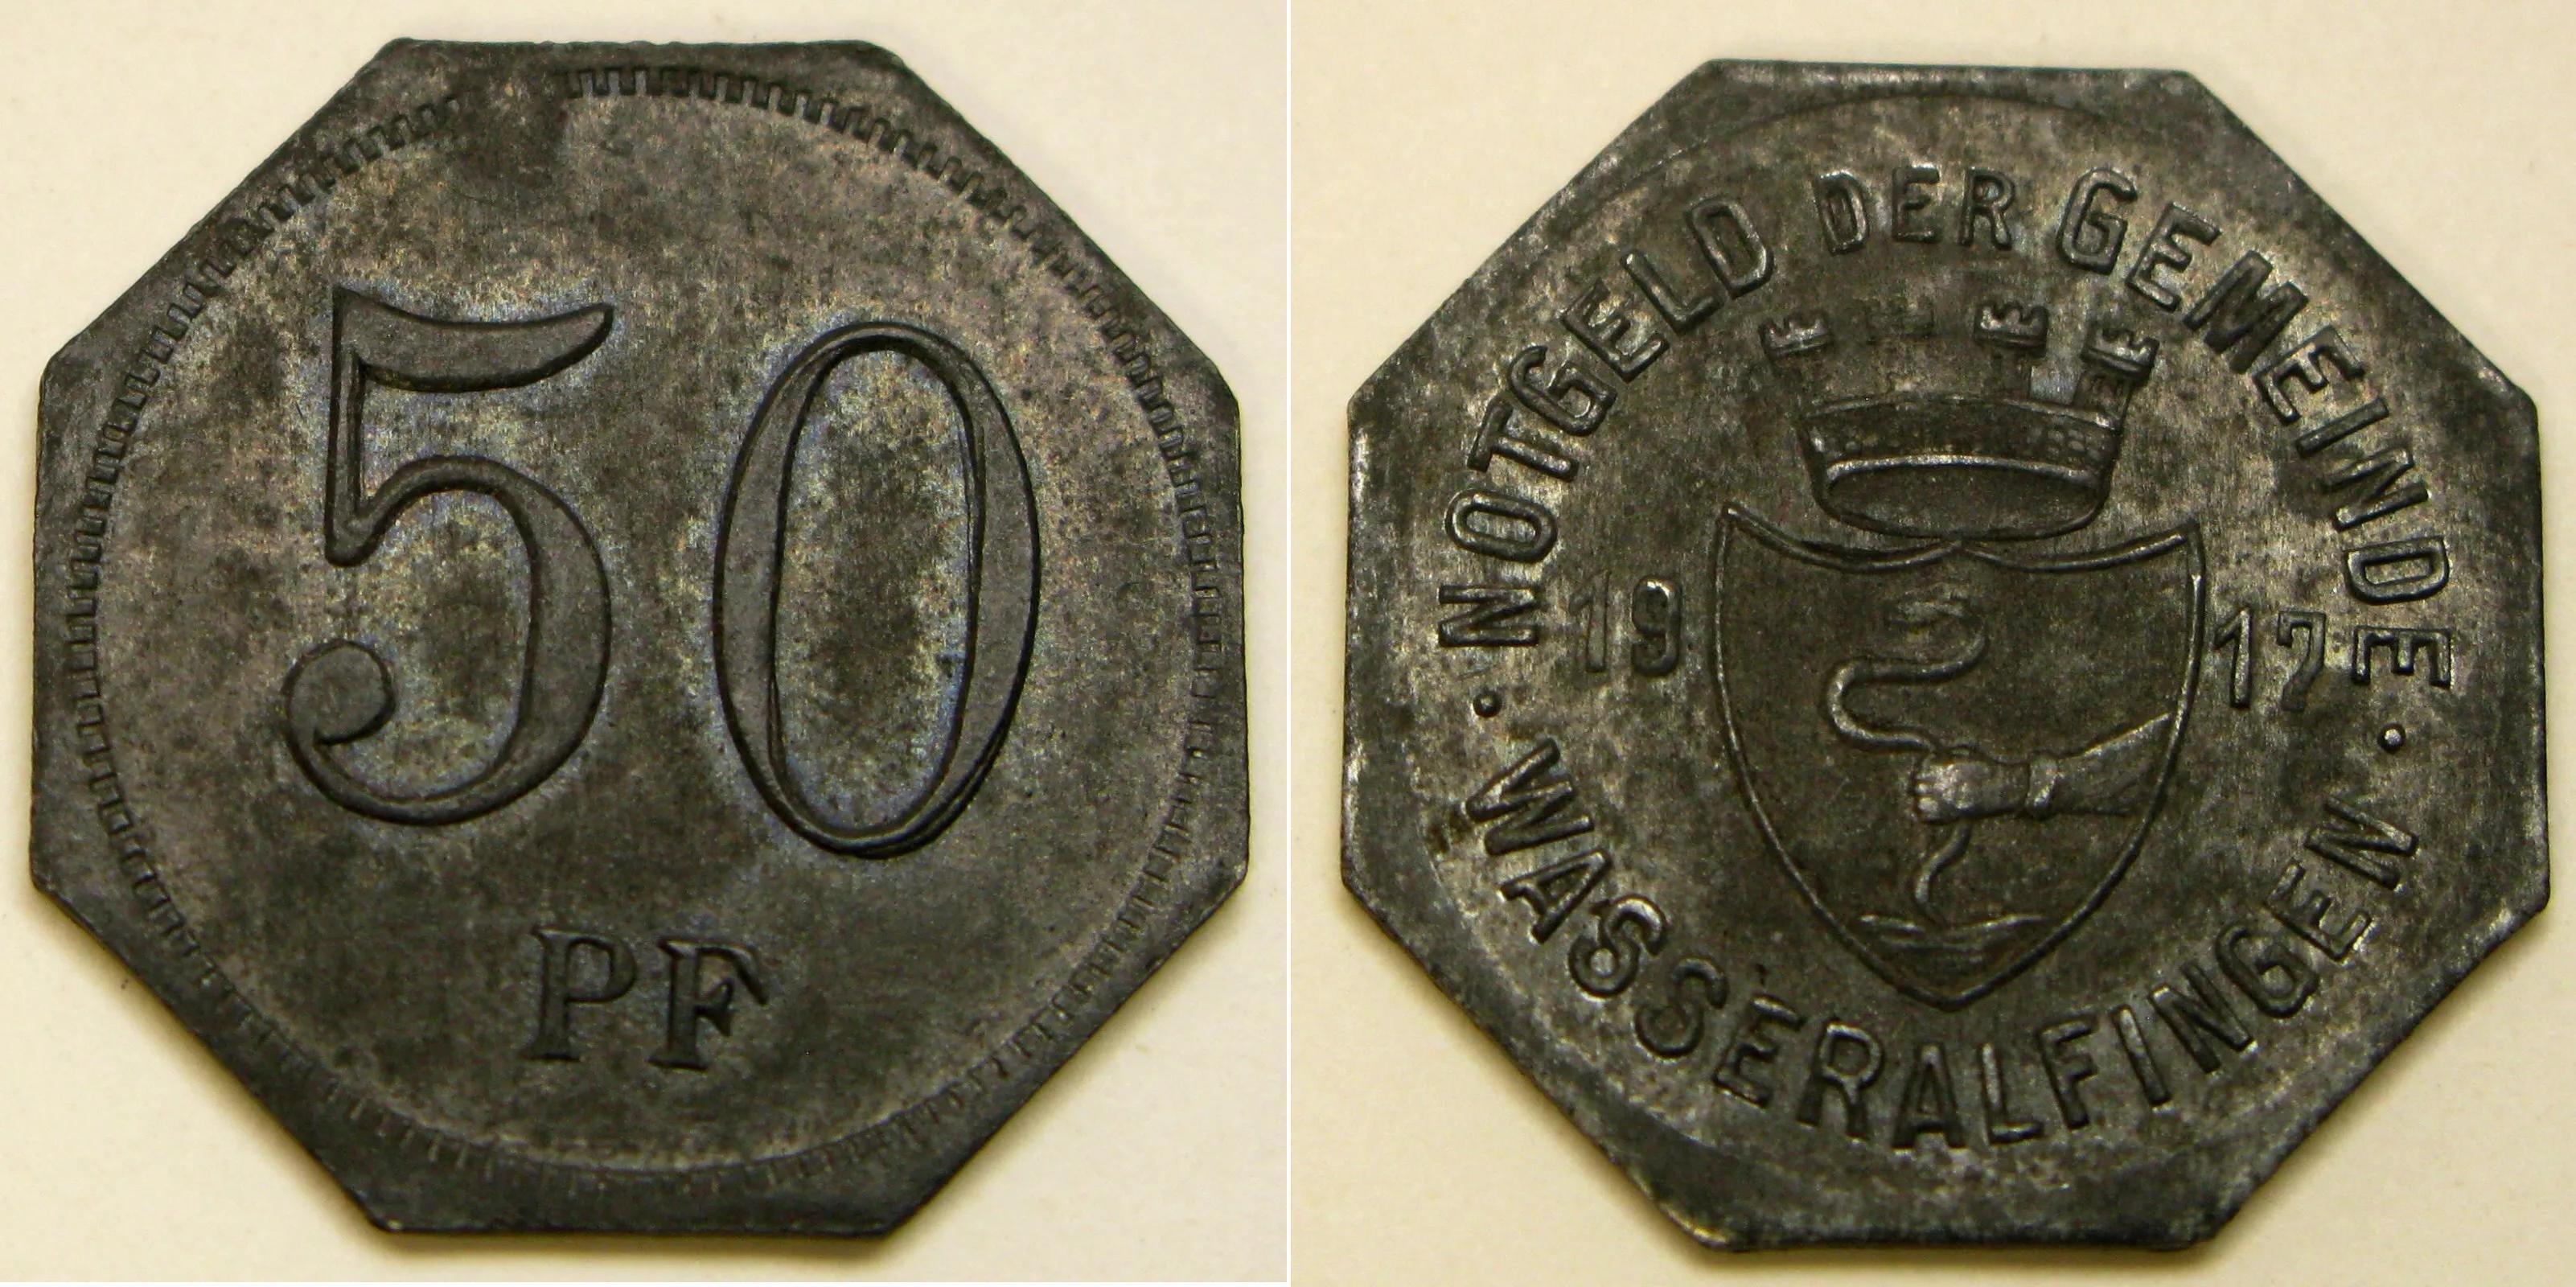 50
PF
· NOTGELD DER GEMEINDE ·
19 17
WASSERALFINGEN